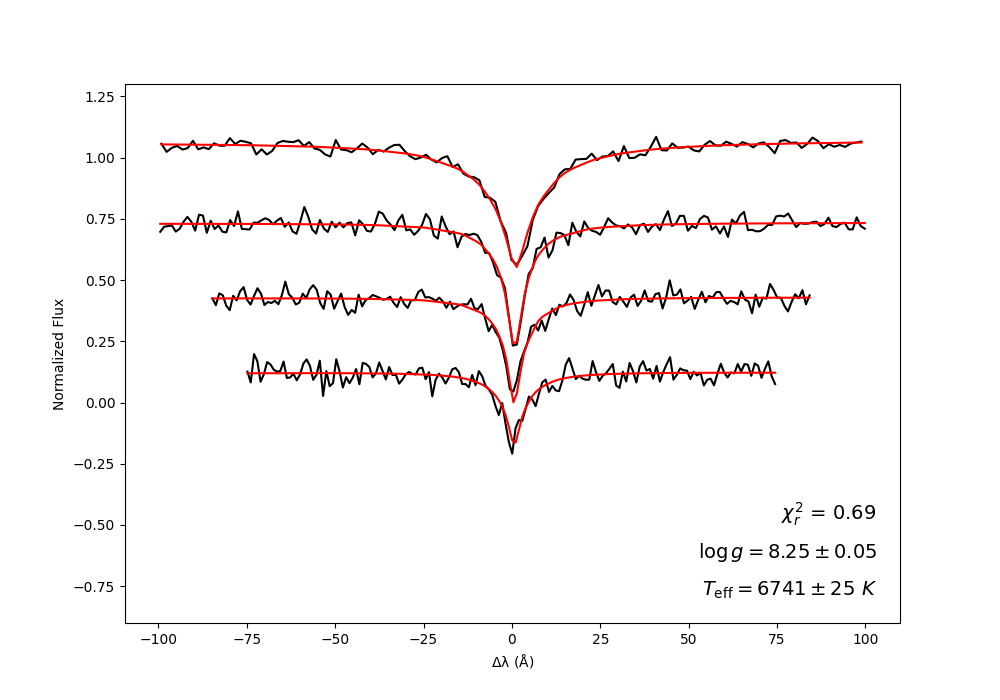 1.25
1.00
0.75
0.50
0.25
0.00
−0.25
−0.50
−0.75
Normalized Flux
χ²ᵣ = 0.69
log g = 8.25 ± 0.05
T_eff = 6741 ± 25 K
−100 −75 −50 −25 0 25 50 75 100
Δλ (Å)